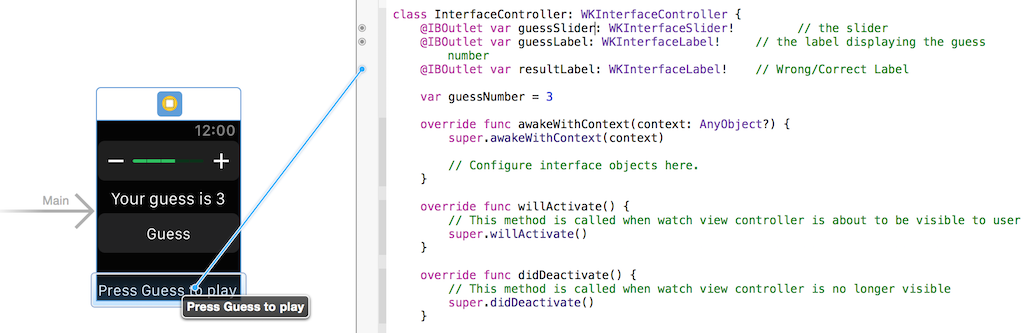 Main
12:00
− +
Your guess is 3
Guess
Press Guess to play
Press Guess to play
class InterfaceController: WKInterfaceController {
@IBOutlet var guessSlider: WKInterfaceSlider! // the slider
@IBOutlet var guessLabel: WKInterfaceLabel! // the label displaying the guess
number
@IBOutlet var resultLabel: WKInterfaceLabel! // Wrong/Correct Label
var guessNumber = 3
override func awakeWithContext(context: AnyObject?) {
super.awakeWithContext(context)
// Configure interface objects here.
}
override func willActivate() {
// This method is called when watch view controller is about to be visible to user
super.willActivate()
}
override func didDeactivate() {
// This method is called when watch view controller is no longer visible
super.didDeactivate()
}